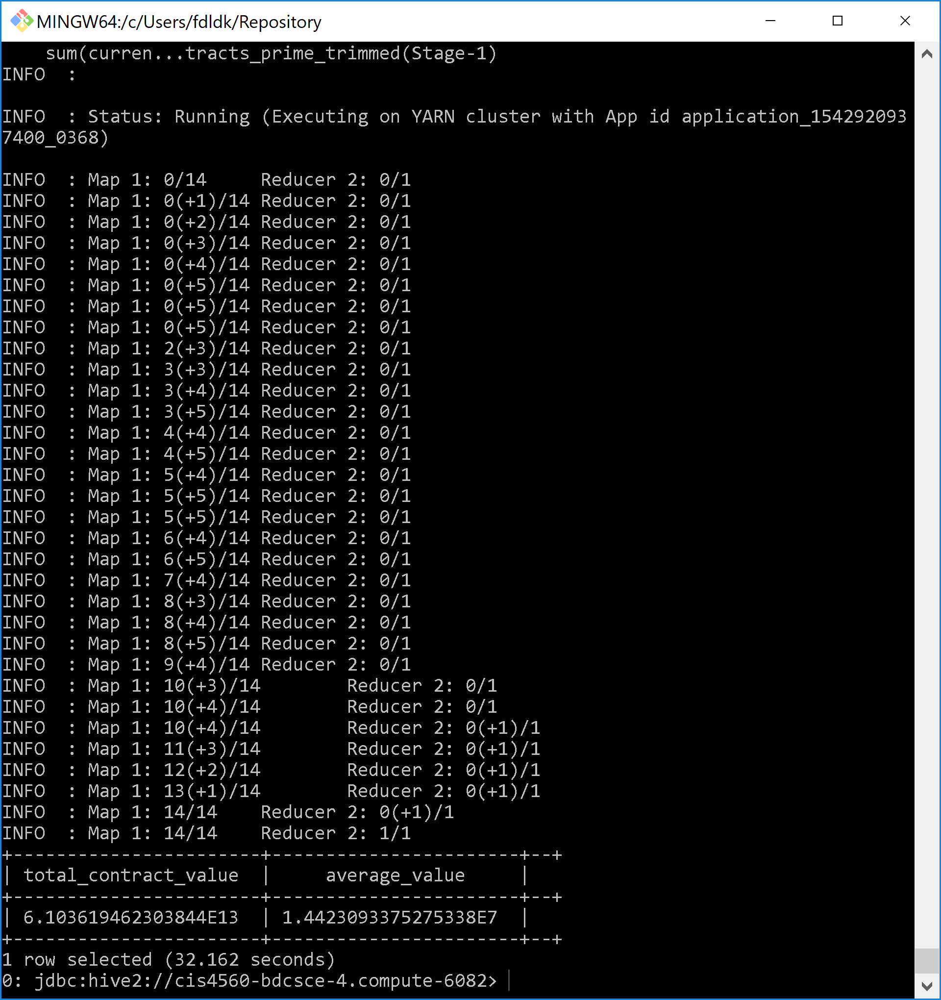 MINGW64:/c/Users/fdldk/Repository
    sum(curren...tracts_prime_trimmed(Stage-1)
INFO  :
INFO  : Status: Running (Executing on YARN cluster with App id application_154292093
7400_0368)
INFO  : Map 1: 0/14     Reducer 2: 0/1
INFO  : Map 1: 0(+1)/14 Reducer 2: 0/1
INFO  : Map 1: 0(+2)/14 Reducer 2: 0/1
INFO  : Map 1: 0(+3)/14 Reducer 2: 0/1
INFO  : Map 1: 0(+4)/14 Reducer 2: 0/1
INFO  : Map 1: 0(+5)/14 Reducer 2: 0/1
INFO  : Map 1: 0(+5)/14 Reducer 2: 0/1
INFO  : Map 1: 0(+5)/14 Reducer 2: 0/1
INFO  : Map 1: 2(+3)/14 Reducer 2: 0/1
INFO  : Map 1: 3(+3)/14 Reducer 2: 0/1
INFO  : Map 1: 3(+4)/14 Reducer 2: 0/1
INFO  : Map 1: 3(+5)/14 Reducer 2: 0/1
INFO  : Map 1: 4(+4)/14 Reducer 2: 0/1
INFO  : Map 1: 4(+5)/14 Reducer 2: 0/1
INFO  : Map 1: 5(+4)/14 Reducer 2: 0/1
INFO  : Map 1: 5(+5)/14 Reducer 2: 0/1
INFO  : Map 1: 5(+5)/14 Reducer 2: 0/1
INFO  : Map 1: 6(+4)/14 Reducer 2: 0/1
INFO  : Map 1: 6(+5)/14 Reducer 2: 0/1
INFO  : Map 1: 7(+4)/14 Reducer 2: 0/1
INFO  : Map 1: 8(+3)/14 Reducer 2: 0/1
INFO  : Map 1: 8(+4)/14 Reducer 2: 0/1
INFO  : Map 1: 8(+5)/14 Reducer 2: 0/1
INFO  : Map 1: 9(+4)/14 Reducer 2: 0/1
INFO  : Map 1: 10(+3)/14        Reducer 2: 0/1
INFO  : Map 1: 10(+4)/14        Reducer 2: 0/1
INFO  : Map 1: 10(+4)/14        Reducer 2: 0(+1)/1
INFO  : Map 1: 11(+3)/14        Reducer 2: 0(+1)/1
INFO  : Map 1: 12(+2)/14        Reducer 2: 0(+1)/1
INFO  : Map 1: 13(+1)/14        Reducer 2: 0(+1)/1
INFO  : Map 1: 14/14    Reducer 2: 0(+1)/1
INFO  : Map 1: 14/14    Reducer 2: 1/1
+-----------------------+-----------------------+--+
| total_contract_value  |     average_value     |
+-----------------------+-----------------------+--+
| 6.103619462303844E13  | 1.4423093375275338E7  |
+-----------------------+-----------------------+--+
1 row selected (32.162 seconds)
0: jdbc:hive2://cis4560-bdcsce-4.compute-6082>